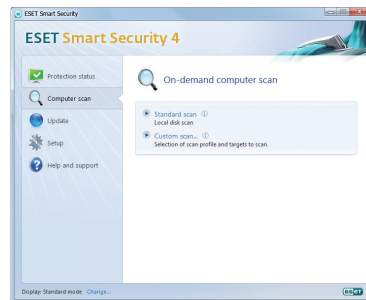 ESET Smart Security
ESET Smart Security 4
Protection status
Computer scan
Update
Setup
Help and support
On-demand computer scan
Standard scan
Local disk scan
Custom scan...
Selection of scan profile and targets to scan
Display: Standard mode Change...
eset